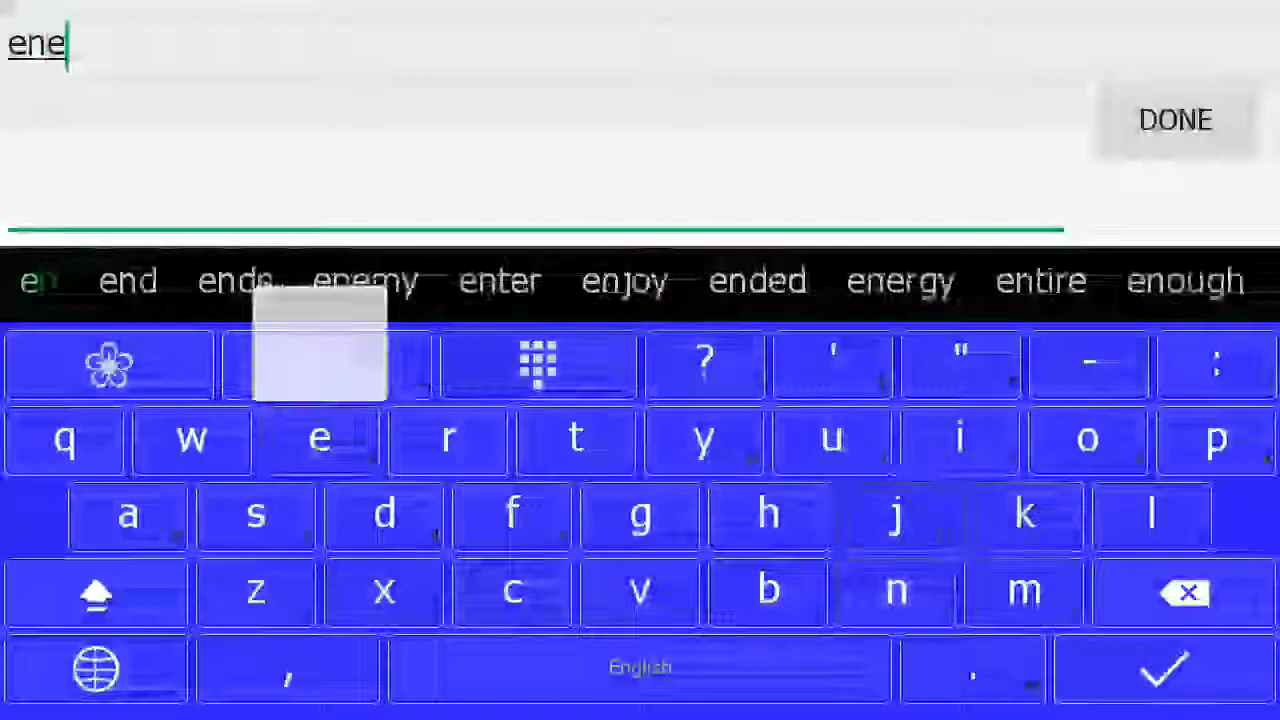 ene
DONE
en end ends enemy enter enjoy ended energy entire enough
? ' " - :
q w e r t y u i o p
a s d f g h j k l
z x c v b n m
, English .